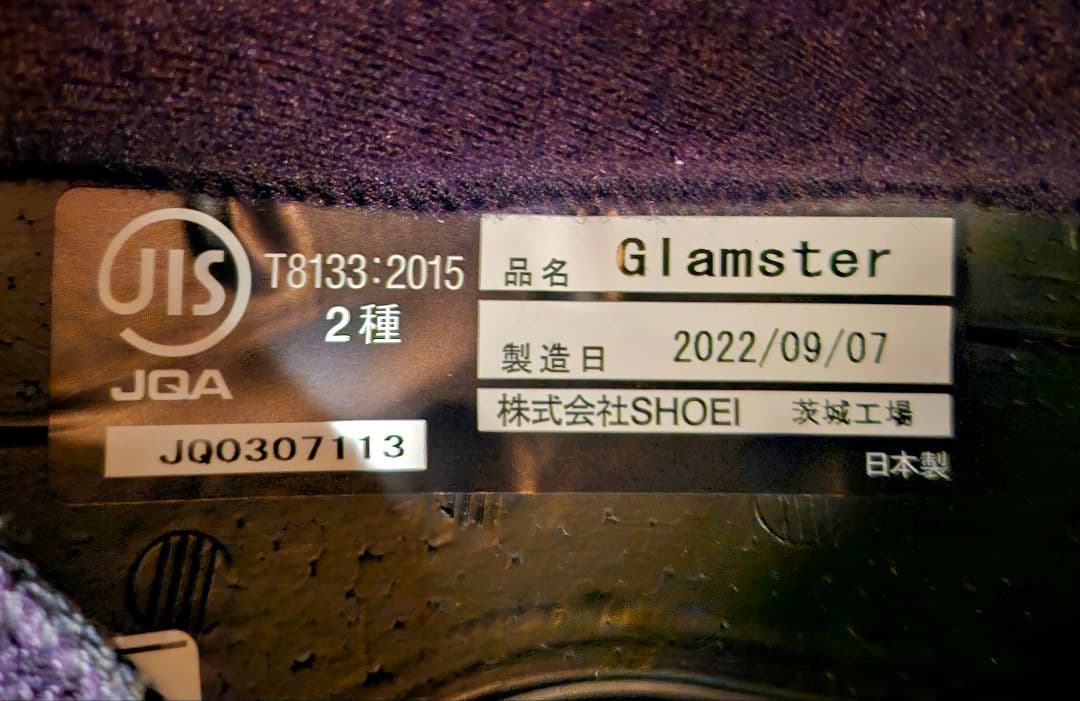 JIS
T8133:2015
2種
JQA
JQ0307113
品名 Glamster
製造日 2022/09/07
株式会社SHOEI 茨城工場
日本製